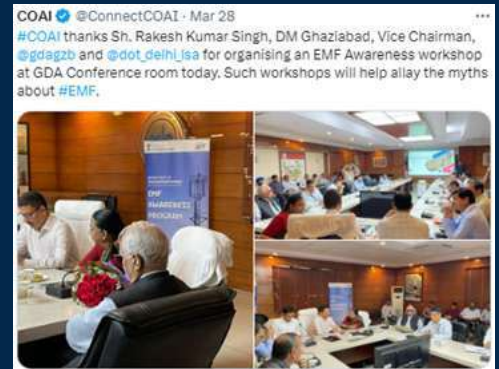 COAI @ConnectCOAI · Mar 28
#COAI thanks Sh. Rakesh Kumar Singh, DM Ghaziabad, Vice Chairman,
@gdagzb and @dot_delhi_lsa for organising an EMF Awareness workshop
at GDA Conference room today. Such workshops will help allay the myths
about #EMF.
EMF
AWARENESS
PROGRAM